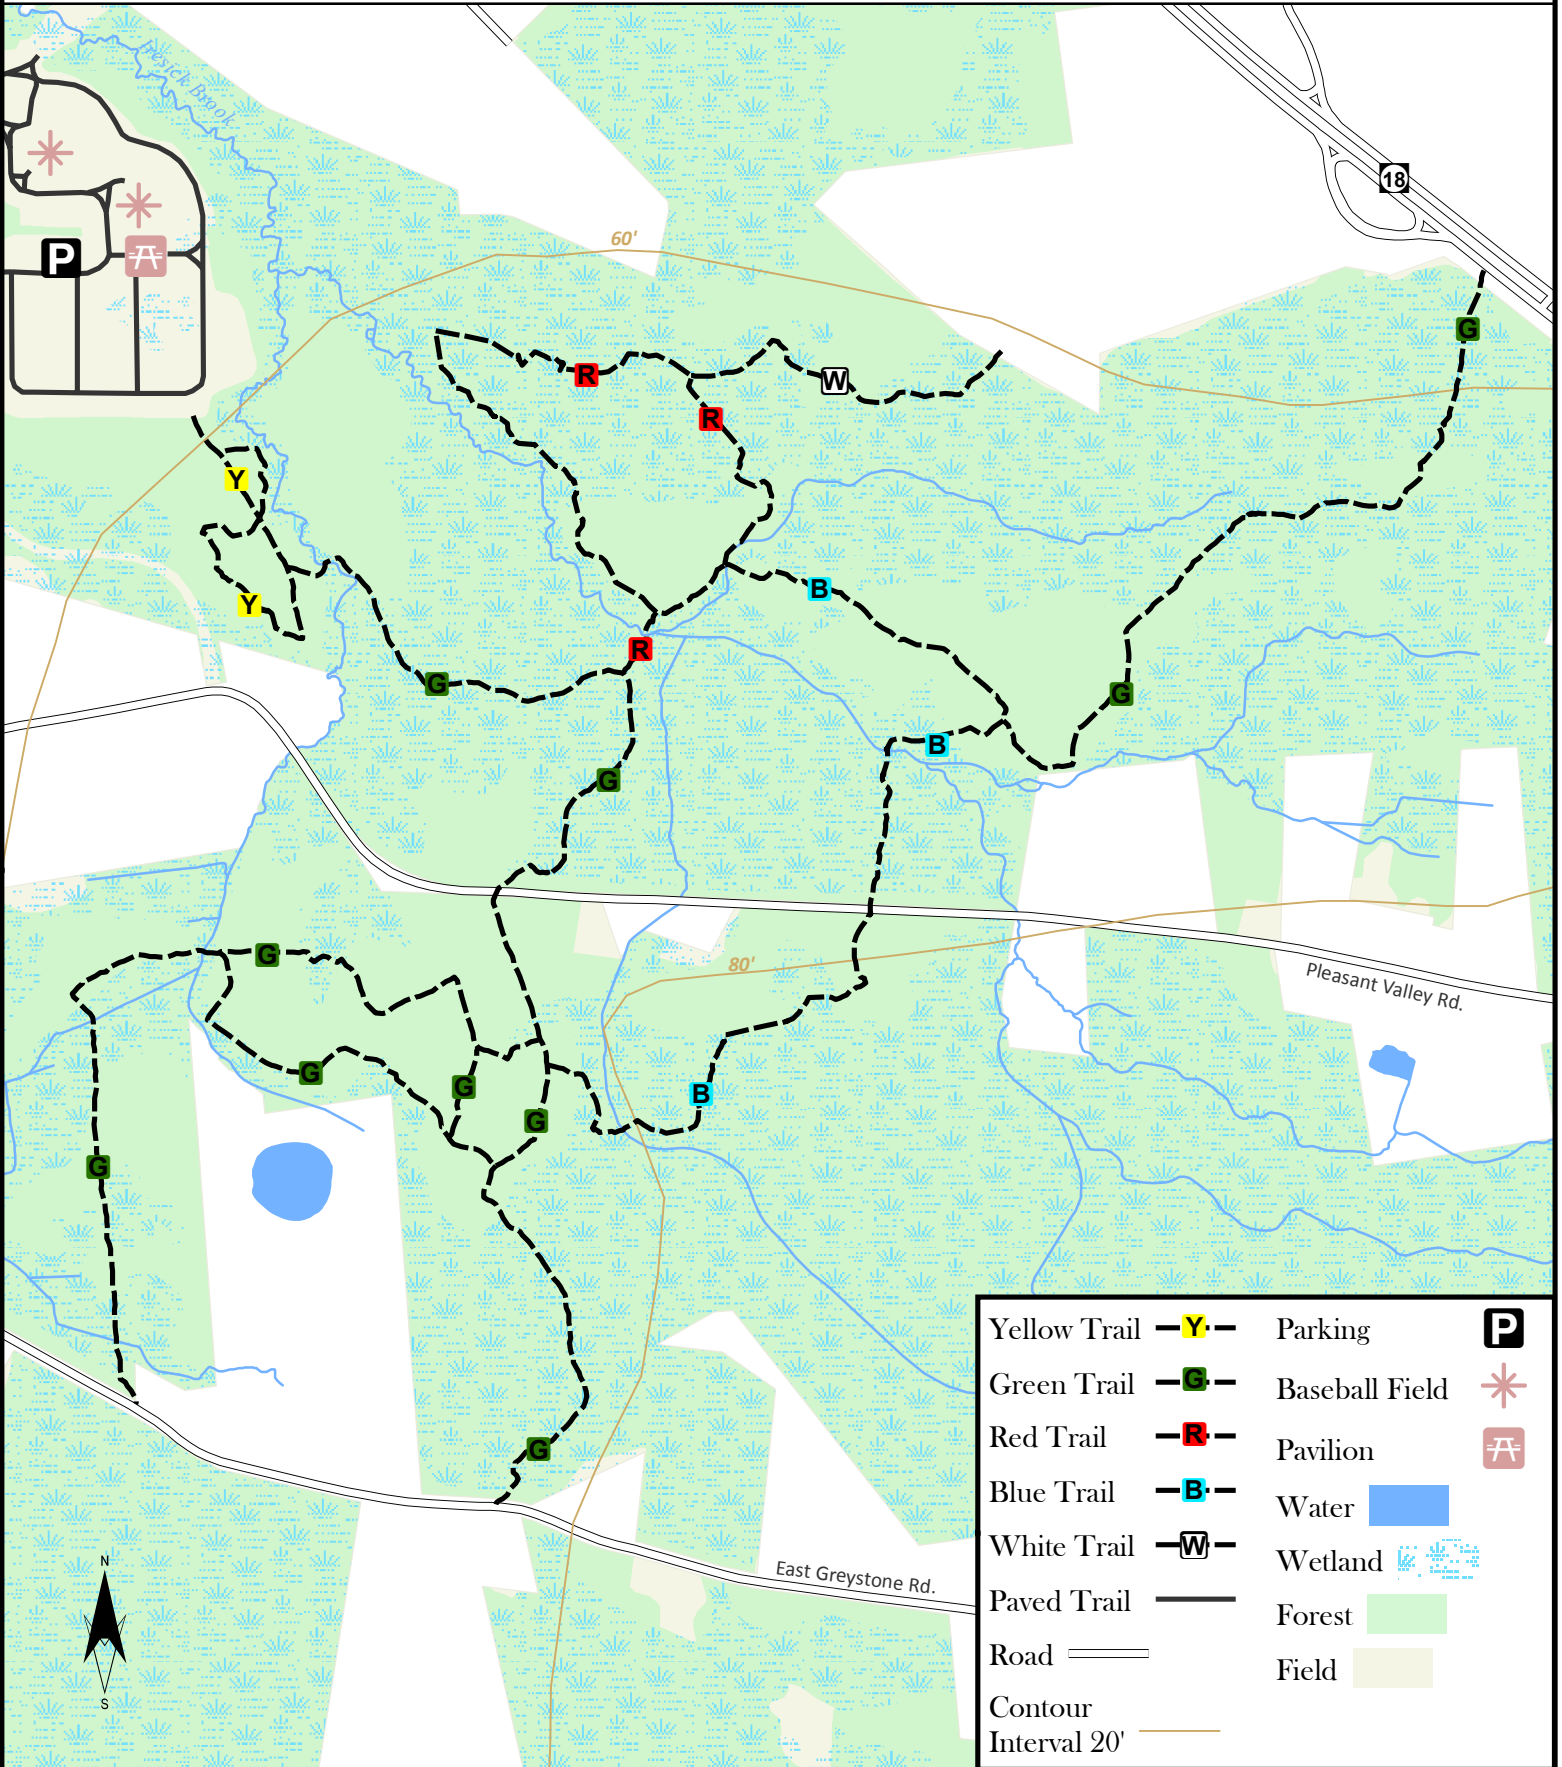 Iresick Brook
18
60'
P
G
R
W
R
Y
B
Y
R
G
G
B
G
G
80'
Pleasant Valley Rd.
G
G
B
G
G
G
G
East Greystone Rd.
N
S
Yellow Trail Y
Green Trail G
Red Trail R
Blue Trail B
White Trail W
Paved Trail
Road
Contour
Interval 20'
Parking P
Baseball Field
Pavilion
Water
Wetland
Forest
Field